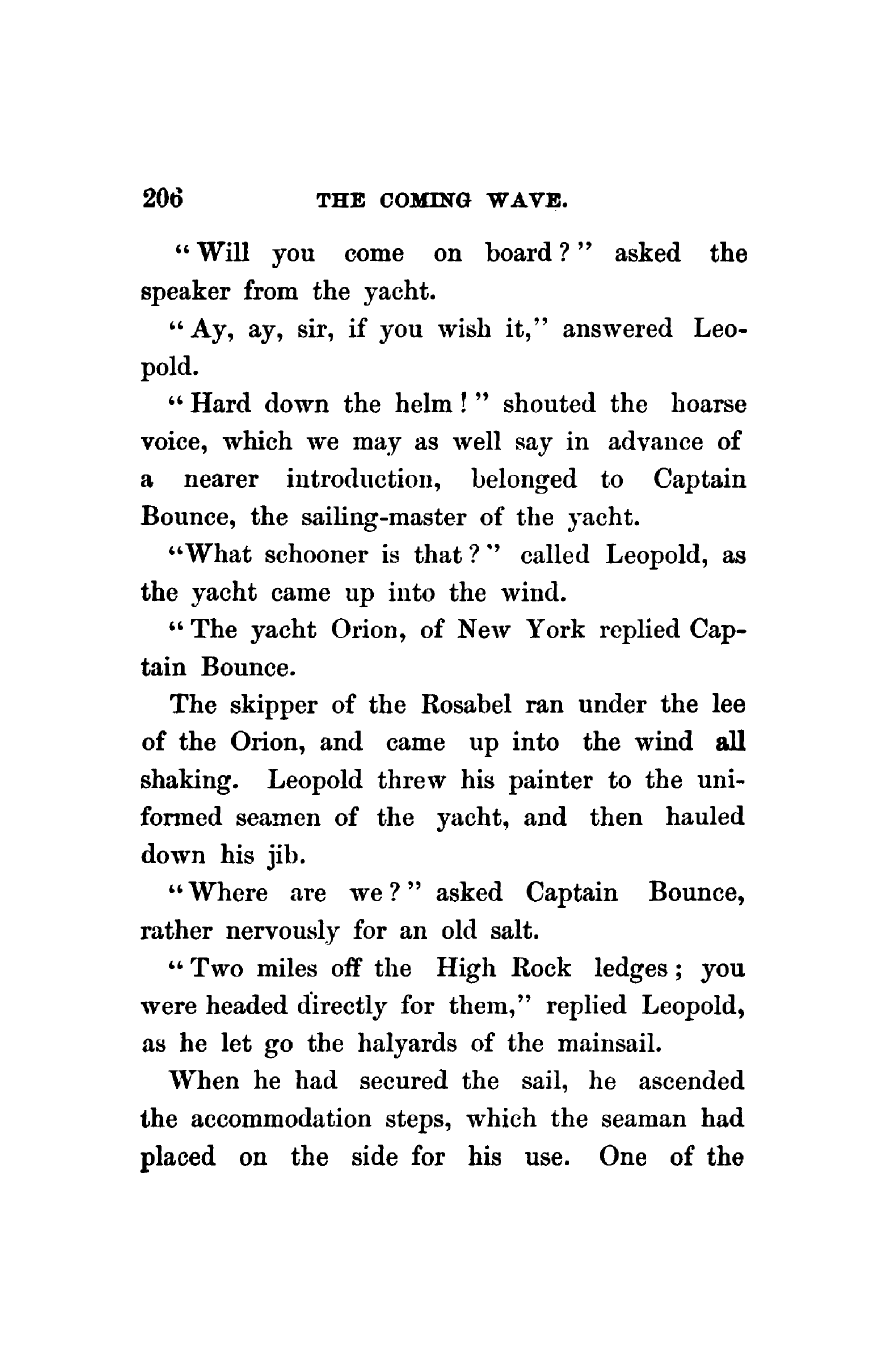 206 THE COMING WAVE.
“Will you come on board?” asked the
speaker from the yacht.
“Ay, ay, sir, if you wish it,” answered Leo-
pold.
“Hard down the helm!” shouted the hoarse
voice, which we may as well say in advance of
a nearer introduction, belonged to Captain
Bounce, the sailing-master of the yacht.
“What schooner is that?” called Leopold, as
the yacht came up into the wind.
“The yacht Orion, of New York replied Cap-
tain Bounce.
The skipper of the Rosabel ran under the lee
of the Orion, and came up into the wind all
shaking. Leopold threw his painter to the uni-
formed seamen of the yacht, and then hauled
down his jib.
“Where are we?” asked Captain Bounce,
rather nervously for an old salt.
“Two miles off the High Rock ledges; you
were headed directly for them,” replied Leopold,
as he let go the halyards of the mainsail.
When he had secured the sail, he ascended
the accommodation steps, which the seaman had
placed on the side for his use. One of the